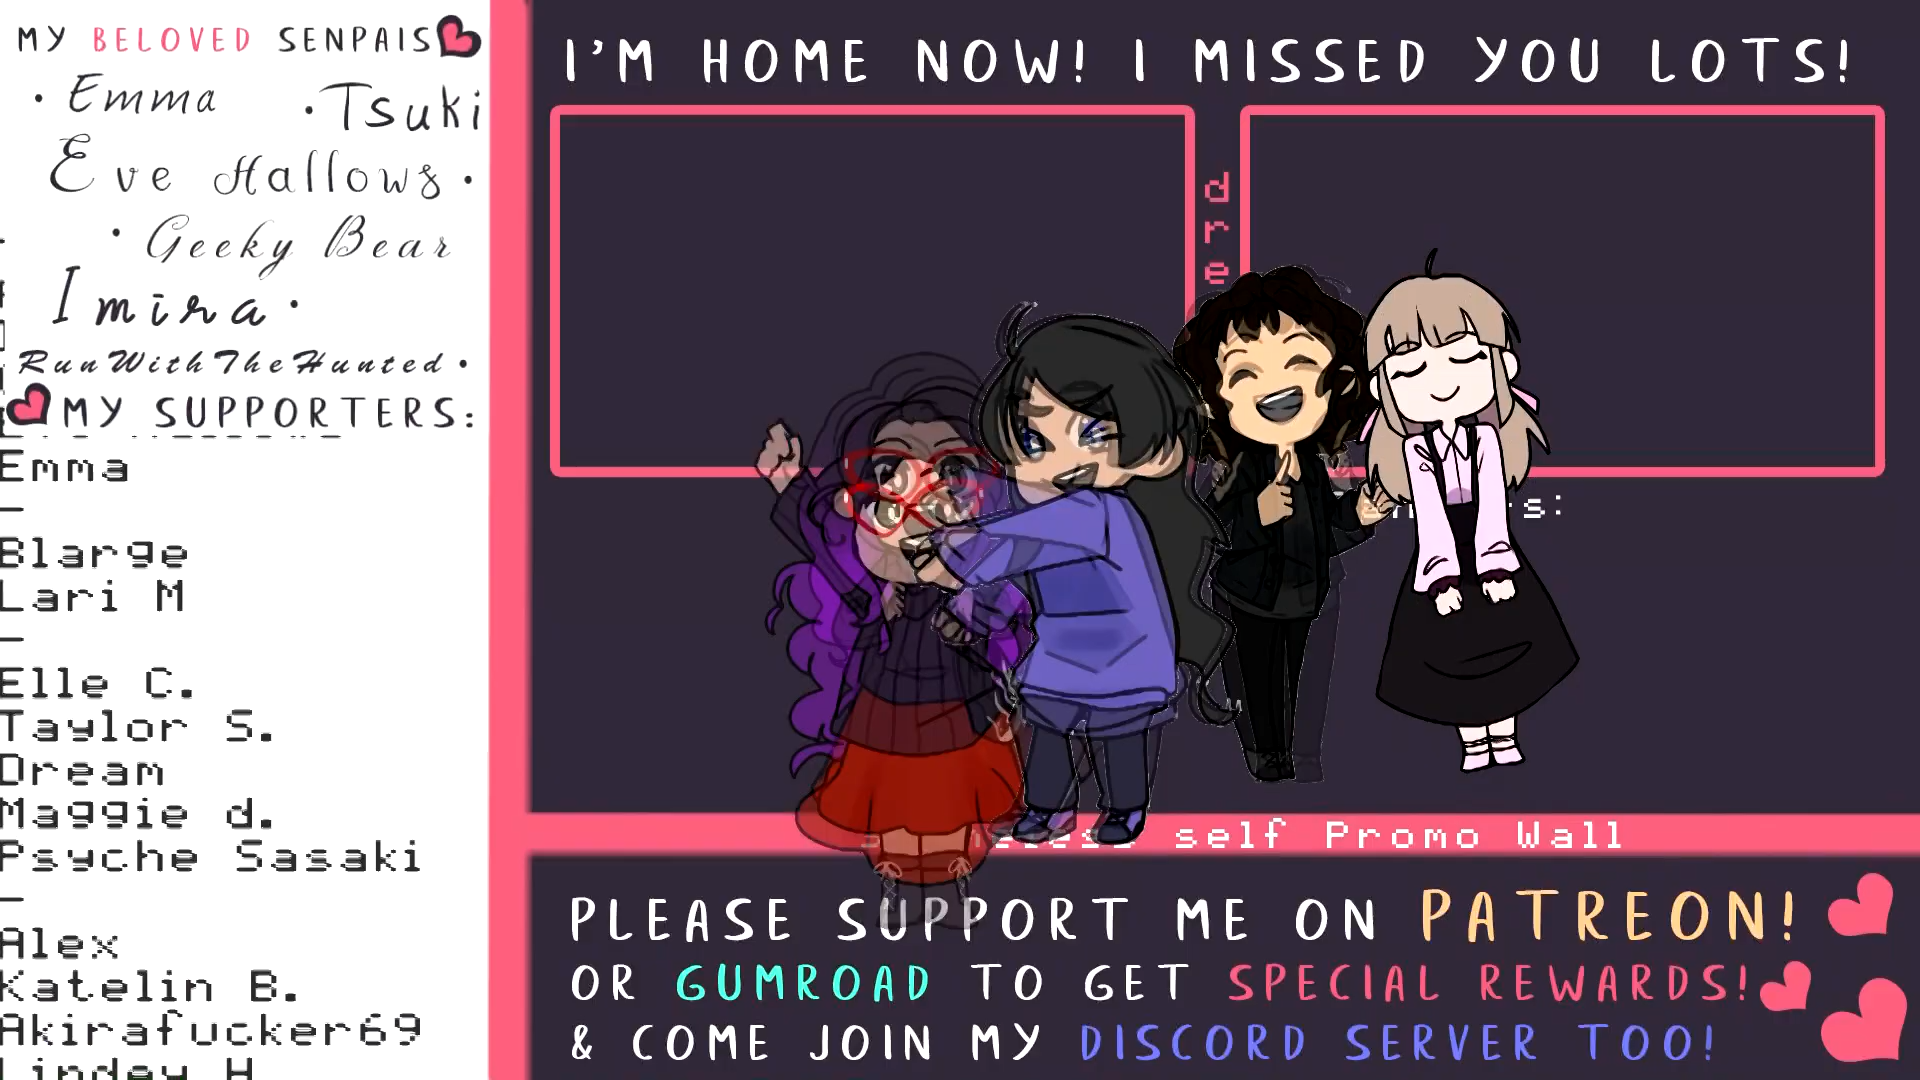 MY BELOVED SENPAIS
• Emma
• Tsuki
Eve Hallows •
• Geeky Bear
Imira •
RunWithTheHunted •
MY SUPPORTERS:
Emma
–
Blarge
Lari M
–
Elle C.
Taylor S.
Dream
Maggie d.
Psyche Sasaki
–
Alex
Katelin B.
Akirafucker69
Lindey H
I'M HOME NOW! I MISSED YOU LOTS!
d
r
e
s:
self Promo Wall
PLEASE SUPPORT ME ON PATREON!
OR GUMROAD TO GET SPECIAL REWARDS!
& COME JOIN MY DISCORD SERVER TOO!